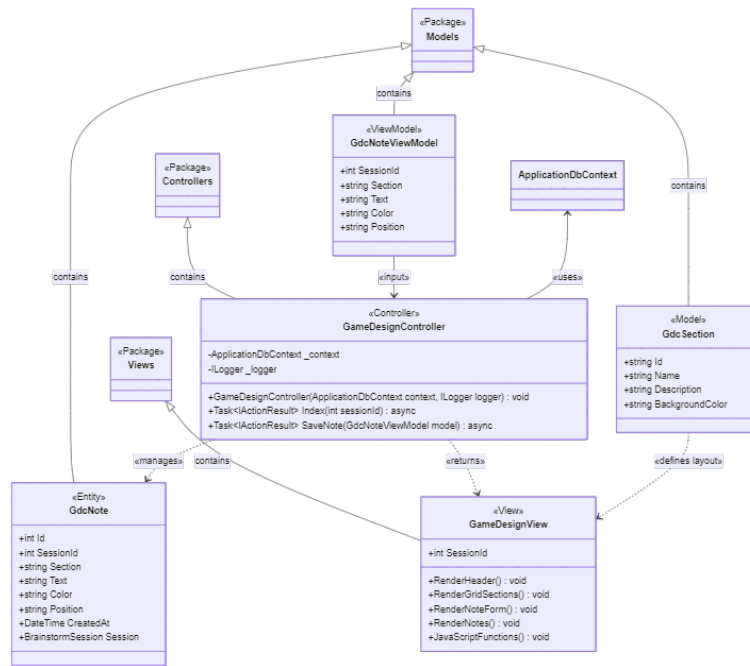 «Package»
Models
contains
«ViewModel»
GdcNoteViewModel
+int SessionId
+string Section
+string Text
+string Color
+string Position
«Package»
Controllers
ApplicationDbContext
contains
contains
contains
«input»
«uses»
«Controller»
GameDesignController
-ApplicationDbContext _context
-ILogger _logger
+GameDesignController(ApplicationDbContext context, ILogger logger) : void
+Task<IActionResult> Index(int sessionId) : async
+Task<IActionResult> SaveNote(GdcNoteViewModel model) : async
«Model»
GdcSection
+string Id
+string Name
+string Description
+string BackgroundColor
«Package»
Views
«manages»
contains
«returns»
«defines layout»
«Entity»
GdcNote
+int Id
+int SessionId
+string Section
+string Text
+string Color
+string Position
+DateTime CreatedAt
+BrainstormSession Session
«View»
GameDesignView
+int SessionId
+RenderHeader() : void
+RenderGridSections() : void
+RenderNoteForm() : void
+RenderNotes() : void
+JavaScriptFunctions() : void